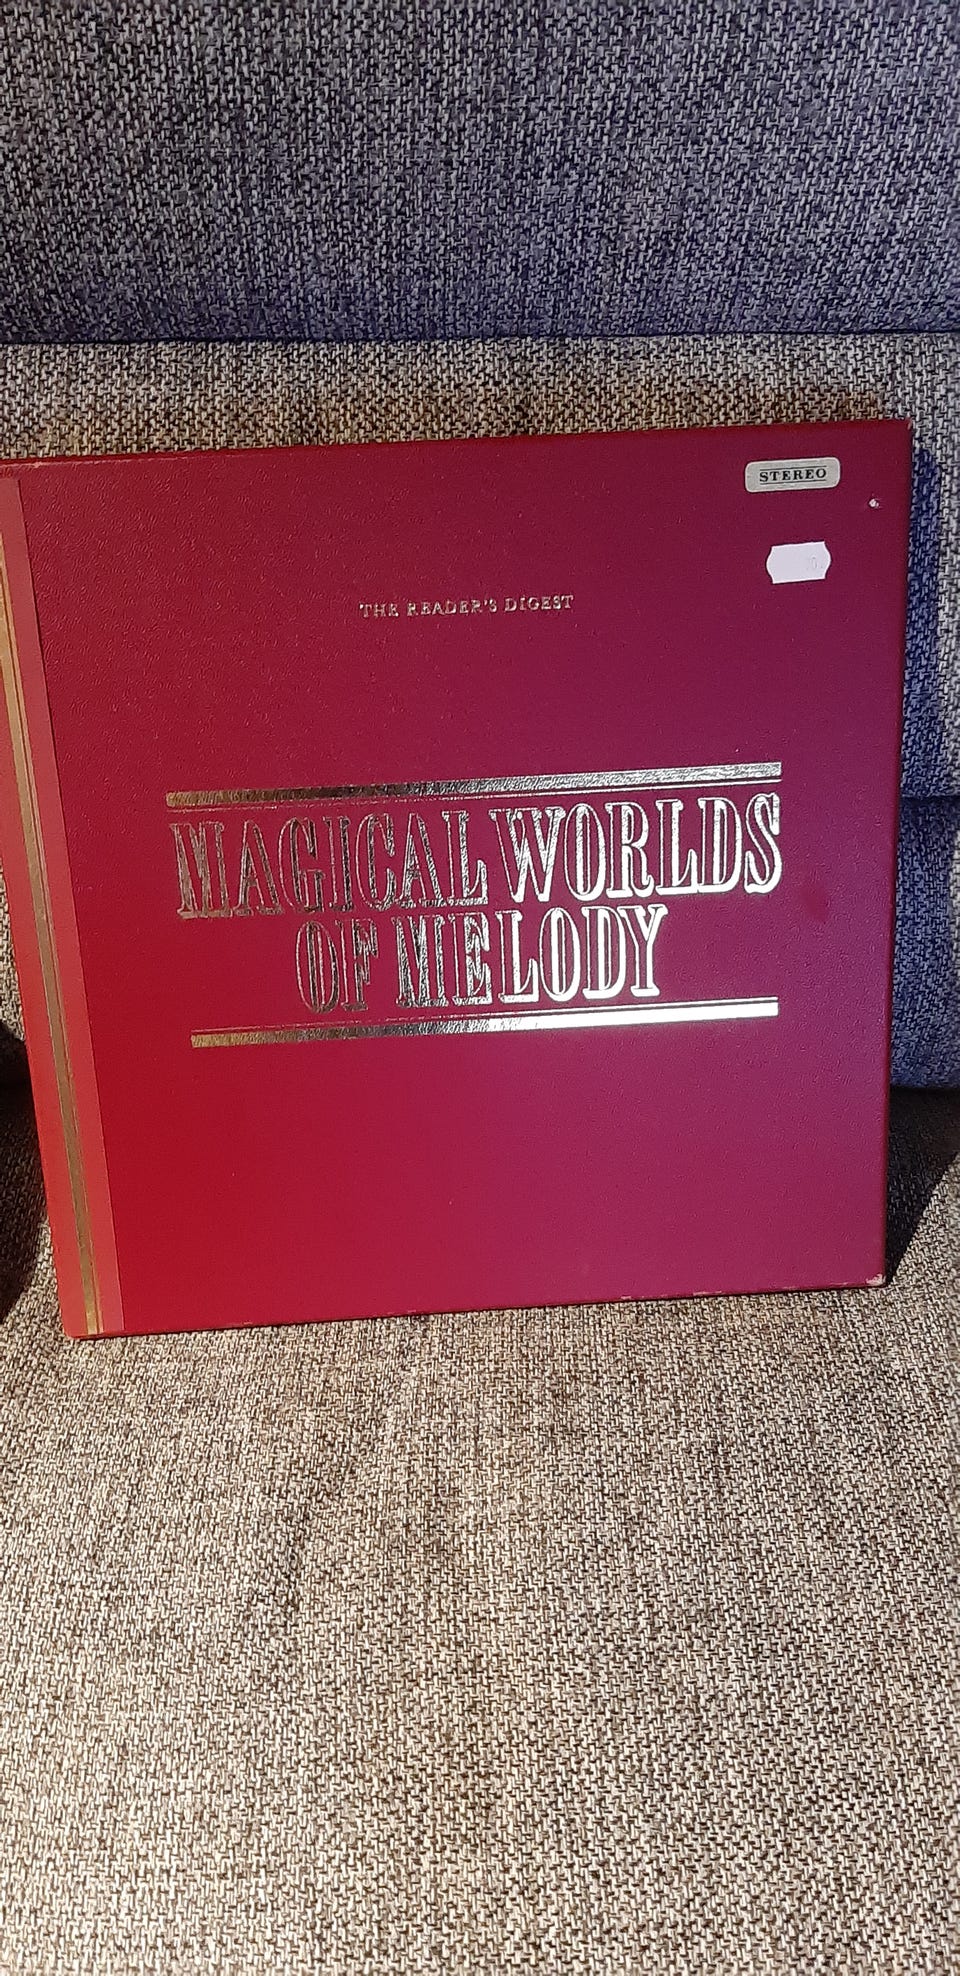 STEREO
THE READER'S DIGEST
MAGICAL WORLDS
OF MELODY